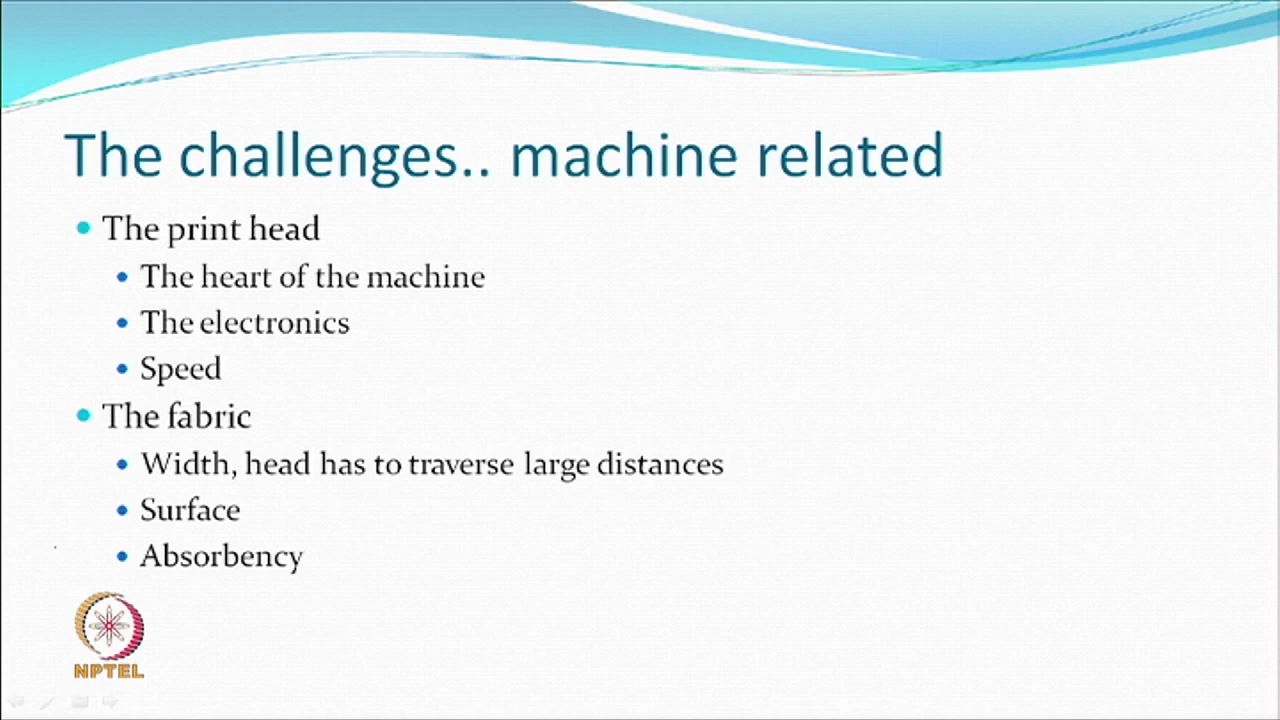 The challenges.. machine related
The print head
The heart of the machine
The electronics
Speed
The fabric
Width, head has to traverse large distances
Surface
Absorbency
NPTEL